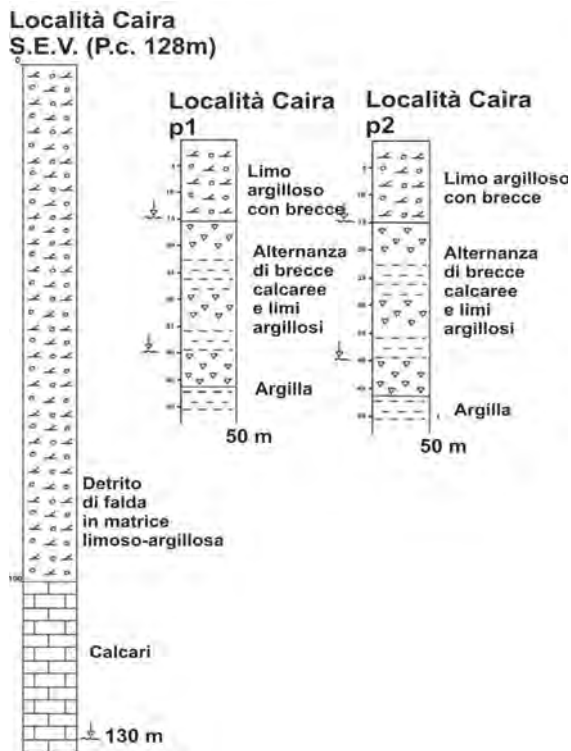 Località Caira
S.E.V. (P.c. 128m)
0
Detrito
di falda
in matrice
limoso-argillosa
100
Calcari
130 m
Località Caira
p1
Limo
argilloso
con brecce
Alternanza
di brecce
calcaree
e limi
argillosi
Argilla
50 m
Località Caira
p2
Limo argilloso
con brecce
Alternanza
di brecce
calcaree
e limi
argillosi
Argilla
50 m